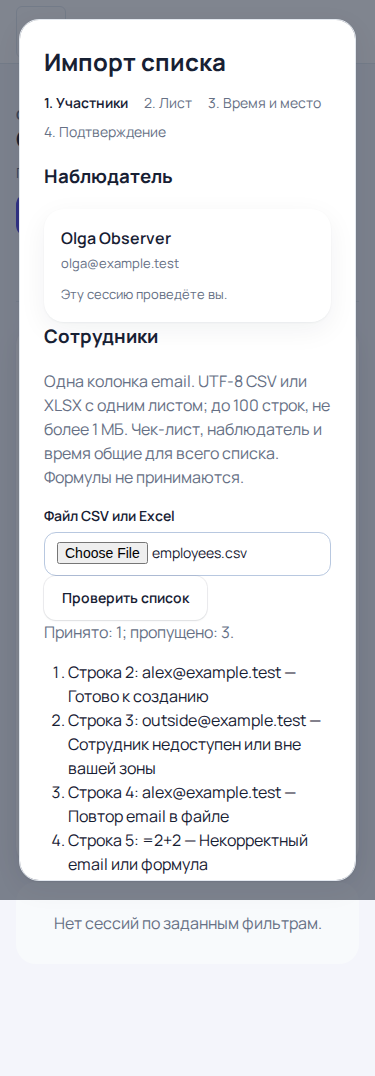 Импорт списка
1. Участники 2. Лист 3. Время и место
4. Подтверждение
Наблюдатель
Olga Observer
olga@example.test
Эту сессию проведёте вы.
Сотрудники
Одна колонка email. UTF-8 CSV или
XLSX с одним листом; до 100 строк, не
более 1 МБ. Чек-лист, наблюдатель и
время общие для всего списка.
Формулы не принимаются.
Файл CSV или Excel
Choose File employees.csv
Проверить список
Принято: 1; пропущено: 3.
1. Строка 2: alex@example.test —
Готово к созданию
2. Строка 3: outside@example.test —
Сотрудник недоступен или вне
вашей зоны
3. Строка 4: alex@example.test —
Повтор email в файле
4. Строка 5: =2+2 — Некорректный
email или формула
Нет сессий по заданным фильтрам.